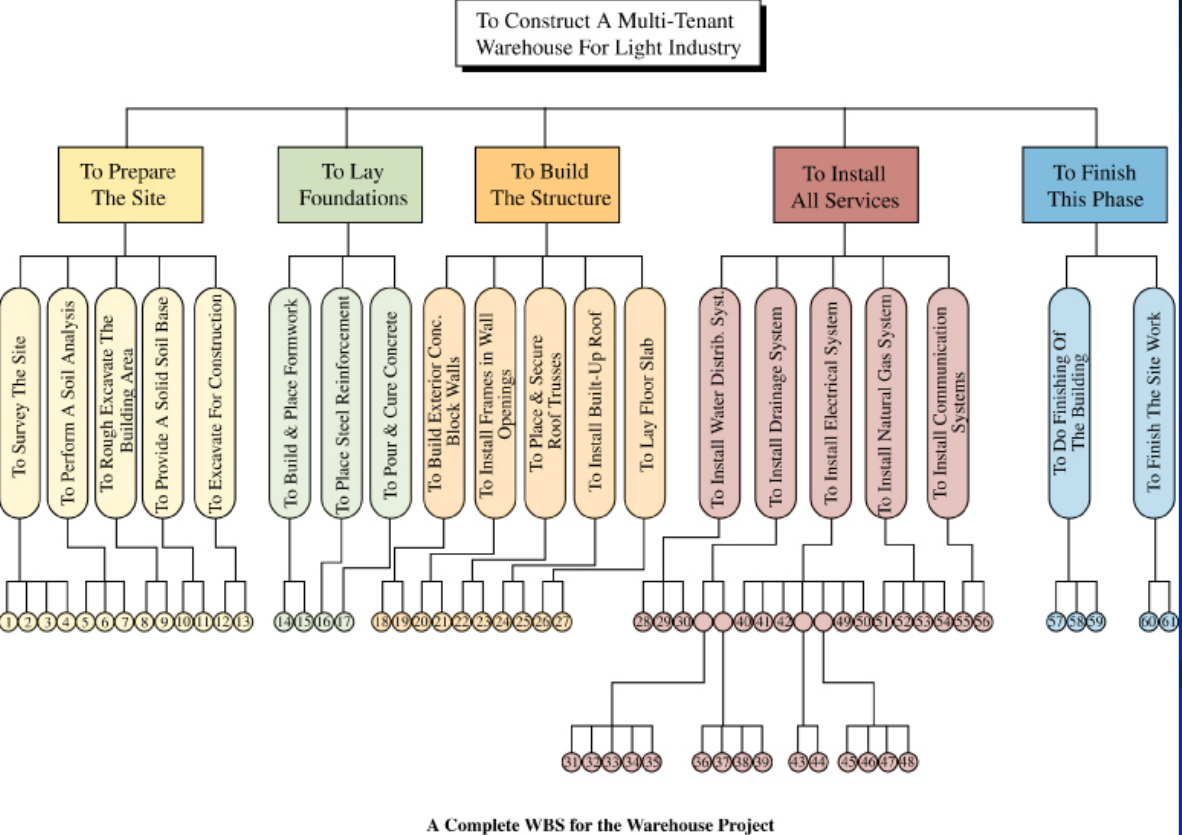 To Construct A Multi-Tenant
Warehouse For Light Industry
To Prepare
The Site
To Lay
Foundations
To Build
The Structure
To Install
All Services
To Finish
This Phase
To Survey The Site
To Perform A Soil Analysis
To Rough Excavate The
Building Area
To Provide A Solid Soil Base
To Excavate For Construction
To Build & Place Formwork
To Place Steel Reinforcement
To Pour & Cure Concrete
To Build Exterior Conc.
Block Walls
To Install Frames in Wall
Openings
To Place & Secure
Roof Trusses
To Install Built-Up Roof
To Lay Floor Slab
To Install Water Distrib. Syst.
To Install Drainage System
To Install Electrical System
To Install Natural Gas System
To Install Communication
Systems
To Do Finishing Of
The Building
To Finish The Site Work
1 2 3 4 5 6 7 8 9 10 11 12 13 14 15 16 17 18 19 20 21 22 23 24 25 26 27 28 29 30 40 41 42 49 50 51 52 53 54 55 56 57 58 59 60 61
31 32 33 34 35 36 37 38 39 43 44 45 46 47 48
A Complete WBS for the Warehouse Project